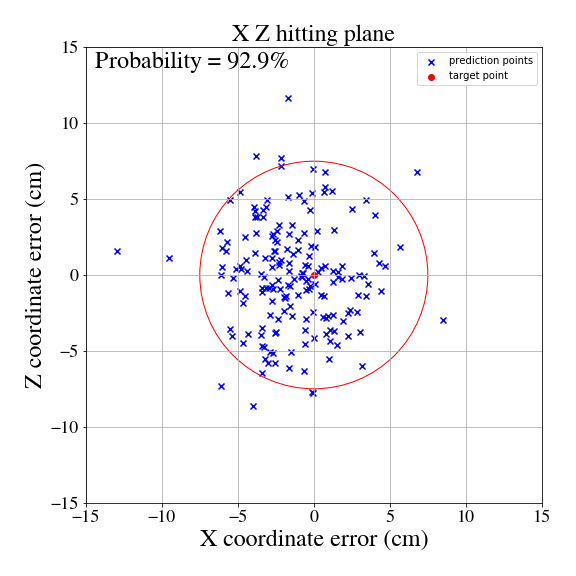 X Z hitting plane
Probability = 92.9%
prediction points
target point
15
10
5
0
−5
−10
−15
Z coordinate error (cm)
−15 −10 −5 0 5 10 15
X coordinate error (cm)